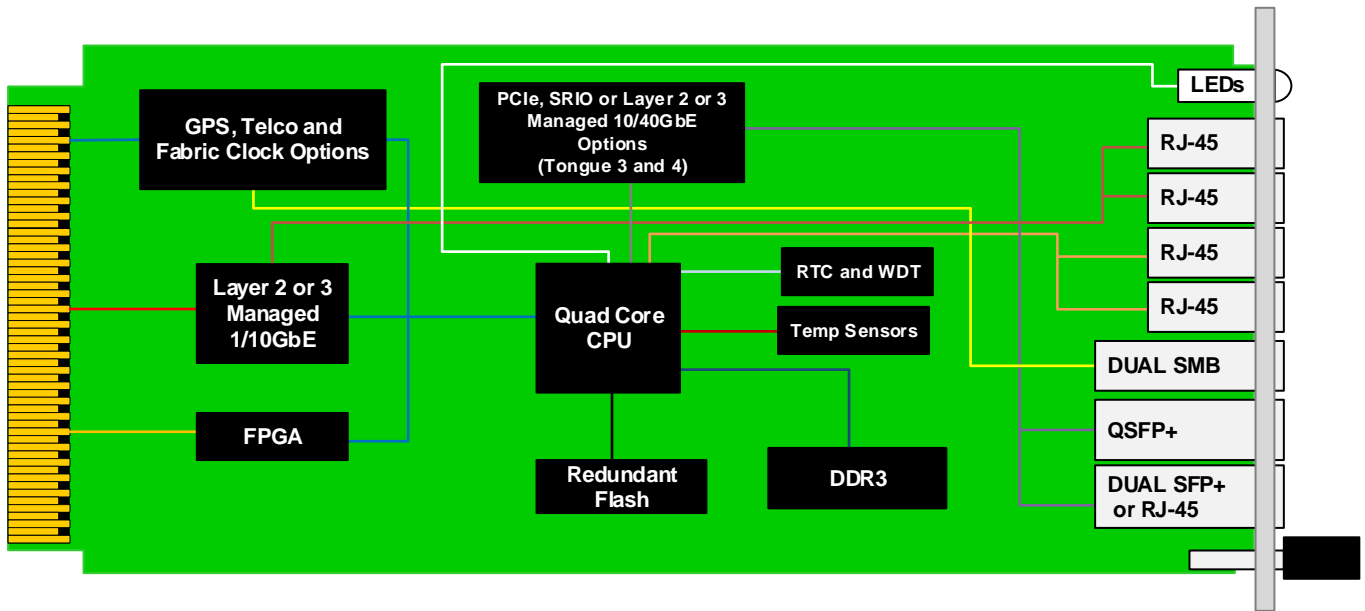 LEDs
PCIe, SRIO or Layer 2 or 3
Managed 10/40GbE
Options
(Tongue 3 and 4)
GPS, Telco and
Fabric Clock Options
RJ-45
RJ-45
RJ-45
RJ-45
Layer 2 or 3
Managed
1/10GbE
Quad Core
CPU
RTC and WDT
Temp Sensors
DUAL SMB
FPGA
QSFP+
Redundant
Flash
DDR3
DUAL SFP+
or RJ-45